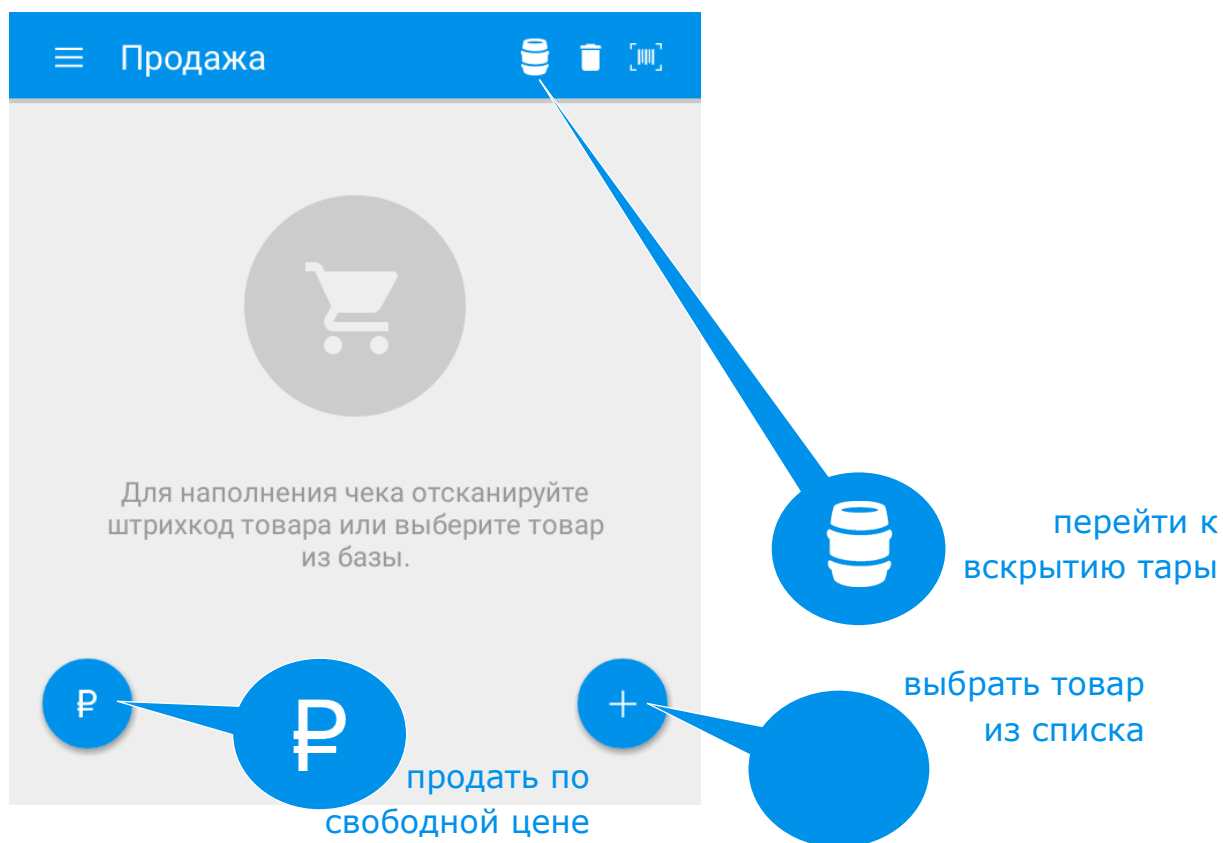 Продажа
Для наполнения чека отсканируйте
штрихкод товара или выберите товар
из базы.
перейти к
вскрытию тары
выбрать товар
из списка
₽
₽
+
продать по
свободной цене